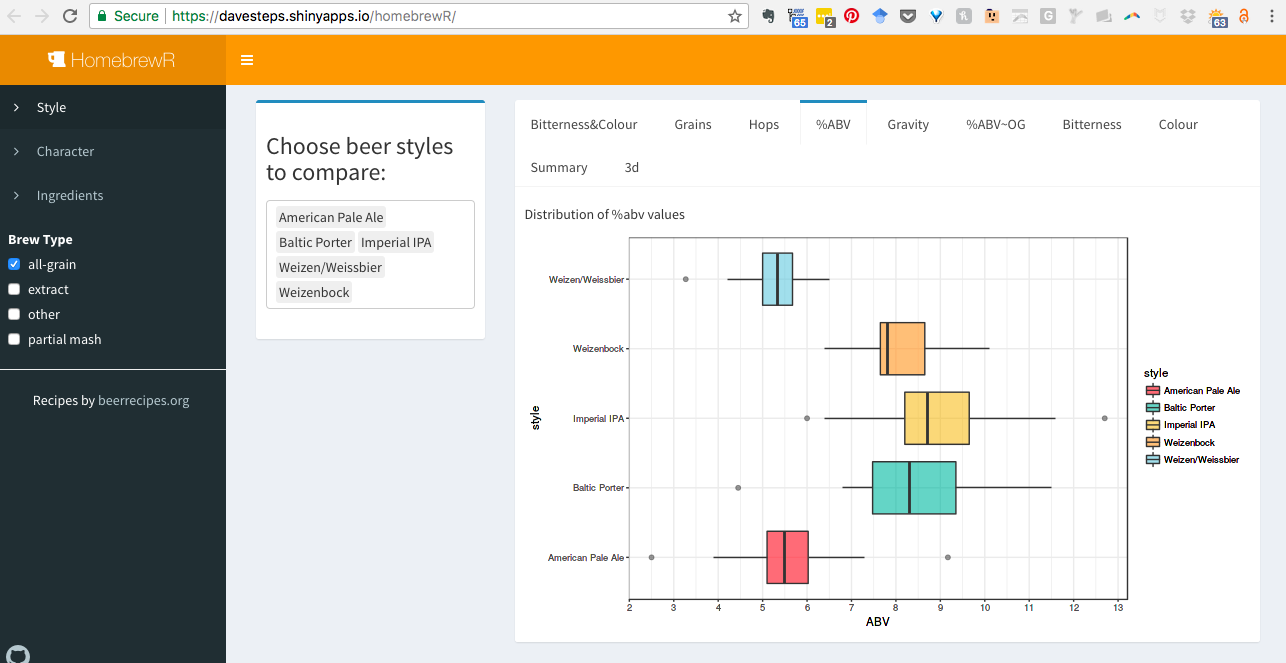 Secure https://davesteps.shinyapps.io/homebrewR/
65 2 G 63
HomebrewR
Style
Character
Ingredients
Brew Type
all-grain
extract
other
partial mash
Recipes by beerrecipes.org
Choose beer styles
to compare:
American Pale Ale
Baltic Porter Imperial IPA
Weizen/Weissbier
Weizenbock
Bitterness&Colour Grains Hops %ABV Gravity %ABV~OG Bitterness Colour
Summary 3d
Distribution of %abv values
style
Weizen/Weissbier
Weizenbock
Imperial IPA
Baltic Porter
American Pale Ale
2 3 4 5 6 7 8 9 10 11 12 13
ABV
style
American Pale Ale
Baltic Porter
Imperial IPA
Weizenbock
Weizen/Weissbier